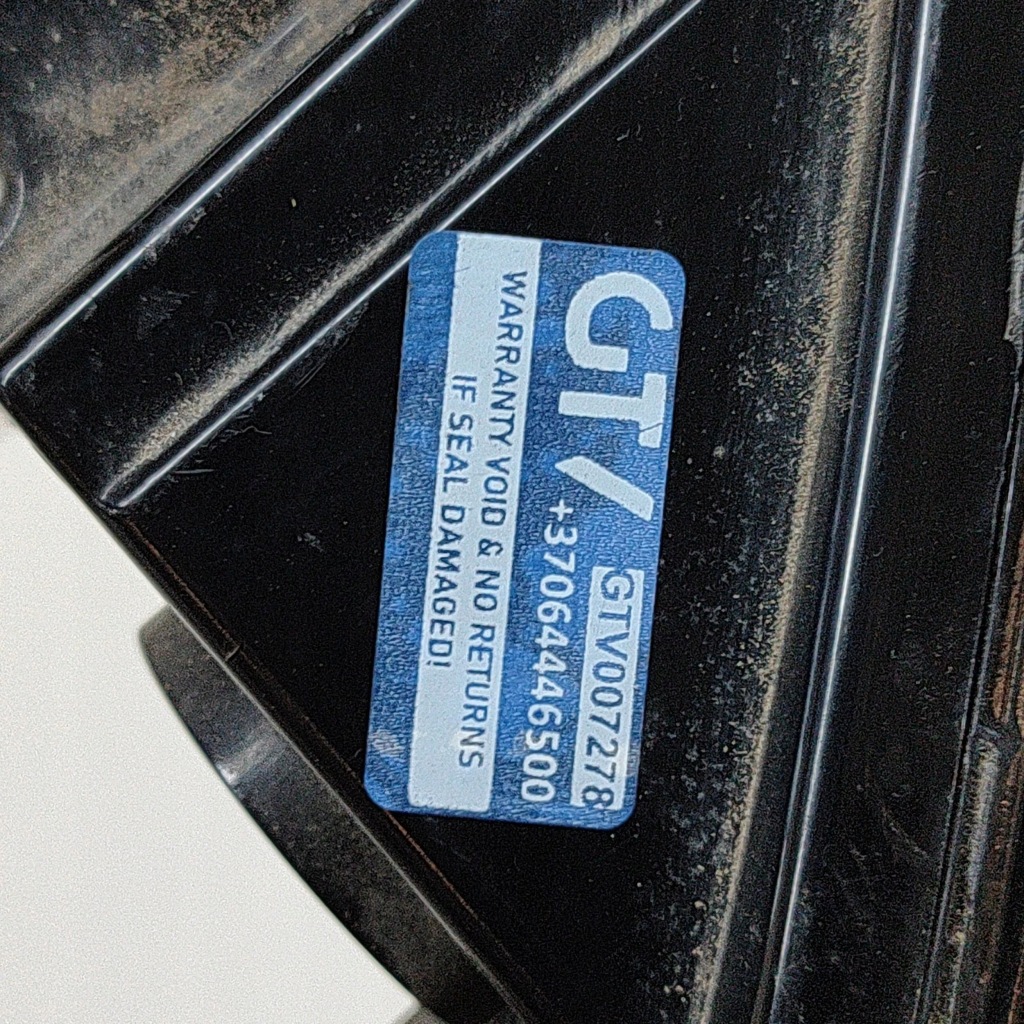 GT/
GTV007278
+37064446500
WARRANTY VOID & NO RETURNS
IF SEAL DAMAGED!